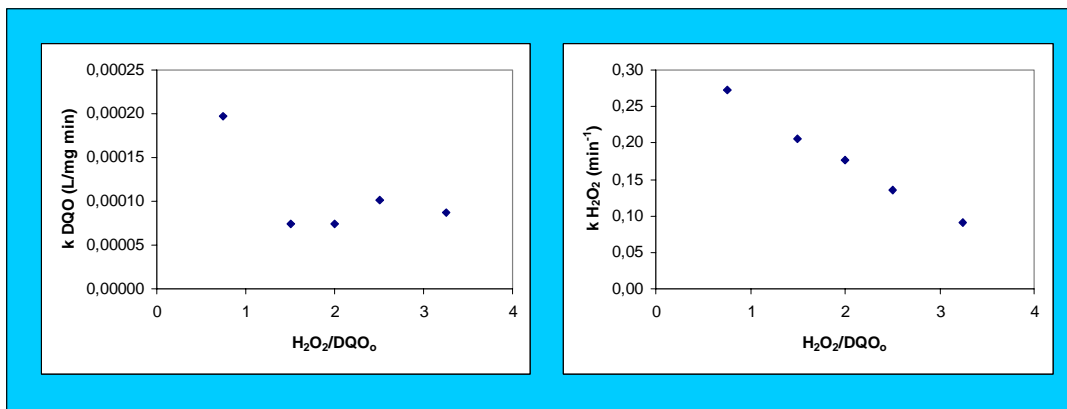 0,00025
0,00020
0,00015
0,00010
0,00005
0,00000
k DQO (L/mg min)
0 1 2 3 4
H₂O₂/DQOₒ
0,30
0,25
0,20
0,15
0,10
0,05
0,00
k H₂O₂ (min⁻¹)
0 1 2 3 4
H₂O₂/DQOₒ